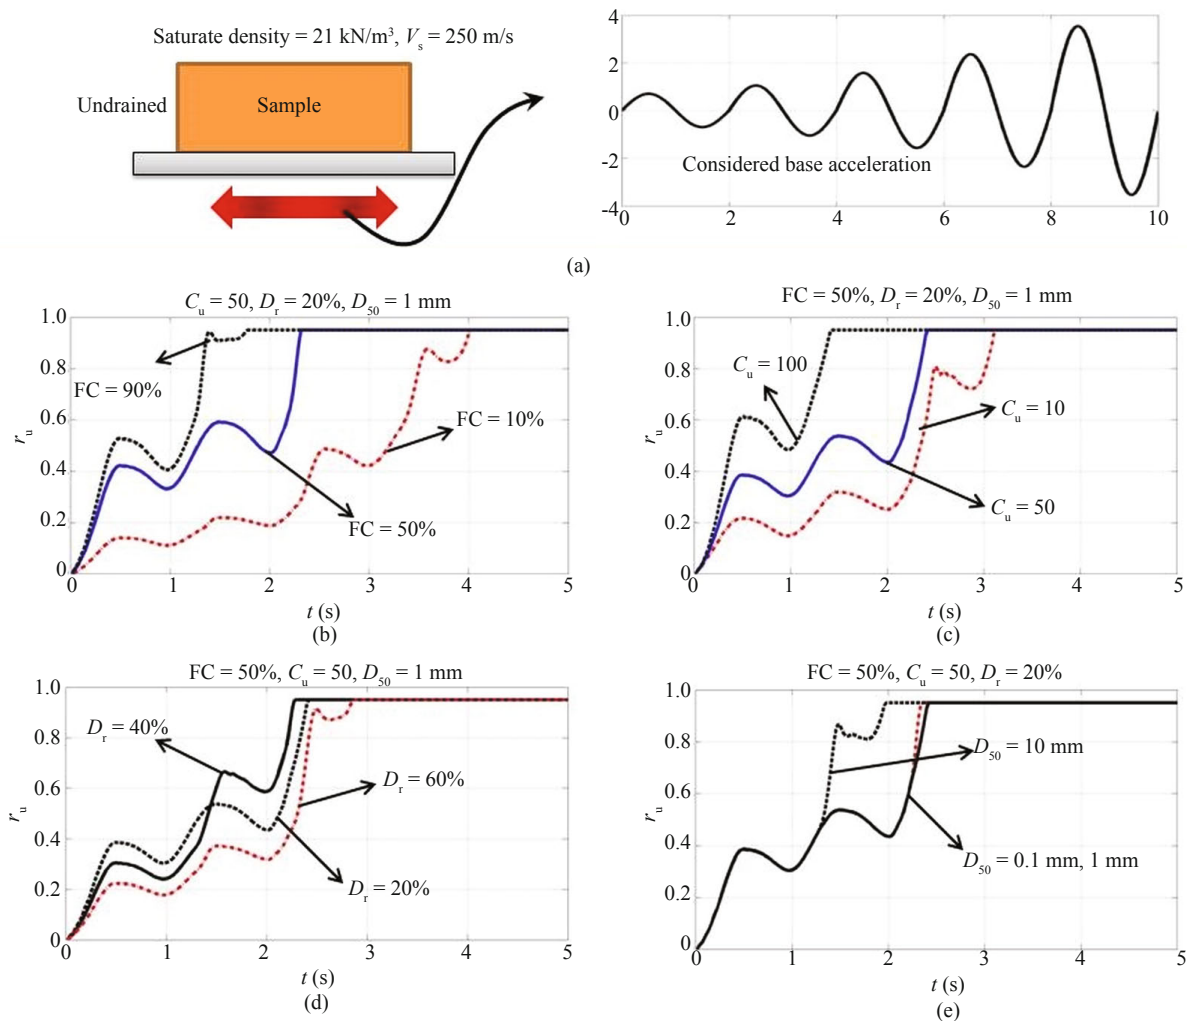 Saturate density = 21 kN/m³, Vₛ = 250 m/s
Undrained
Sample
4
2
0
-2
-4
Considered base acceleration
0 2 4 6 8 10
(a)
Cᵤ = 50, Dᵣ = 20%, D₅₀ = 1 mm
1.0
0.8
0.6
0.4
0.2
0
rᵤ
FC = 90%
FC = 10%
FC = 50%
0 1 2 3 4 5
t (s)
(b)
FC = 50%, Dᵣ = 20%, D₅₀ = 1 mm
1.0
0.8
0.6
0.4
0.2
0
rᵤ
Cᵤ = 100
Cᵤ = 10
Cᵤ = 50
0 1 2 3 4 5
t (s)
(c)
FC = 50%, Cᵤ = 50, D₅₀ = 1 mm
1.0
0.8
0.6
0.4
0.2
0
rᵤ
Dᵣ = 40%
Dᵣ = 60%
Dᵣ = 20%
0 1 2 3 4 5
t (s)
(d)
FC = 50%, Cᵤ = 50, Dᵣ = 20%
1.0
0.8
0.6
0.4
0.2
0
rᵤ
D₅₀ = 10 mm
D₅₀ = 0.1 mm, 1 mm
0 1 2 3 4 5
t (s)
(e)